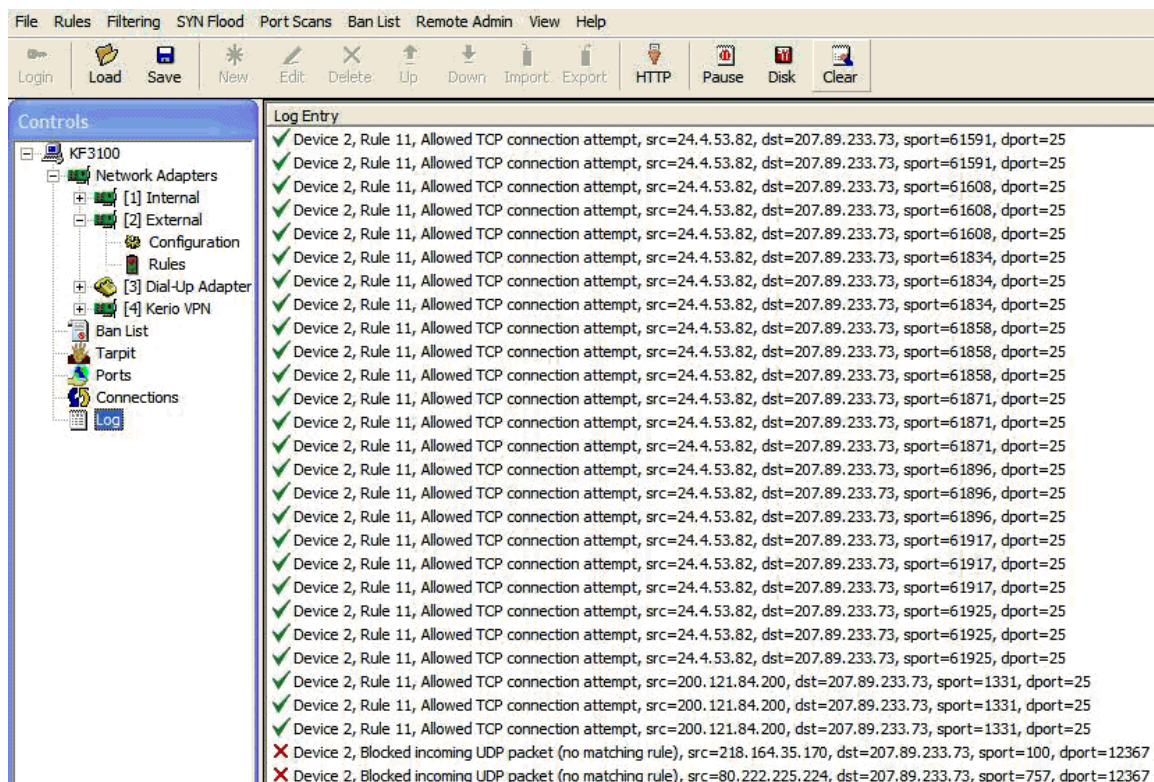 File Rules Filtering SYN Flood Port Scans Ban List Remote Admin View Help
Login Load Save New Edit Delete Up Down Import Export HTTP Pause Disk Clear
Controls
KF3100
Network Adapters
[1] Internal
[2] External
Configuration
Rules
[3] Dial-Up Adapter
[4] Kerio VPN
Ban List
Tarpit
Ports
Connections
Log
Log Entry
Device 2, Rule 11, Allowed TCP connection attempt, src=24.4.53.82, dst=207.89.233.73, sport=61591, dport=25
Device 2, Rule 11, Allowed TCP connection attempt, src=24.4.53.82, dst=207.89.233.73, sport=61591, dport=25
Device 2, Rule 11, Allowed TCP connection attempt, src=24.4.53.82, dst=207.89.233.73, sport=61608, dport=25
Device 2, Rule 11, Allowed TCP connection attempt, src=24.4.53.82, dst=207.89.233.73, sport=61608, dport=25
Device 2, Rule 11, Allowed TCP connection attempt, src=24.4.53.82, dst=207.89.233.73, sport=61608, dport=25
Device 2, Rule 11, Allowed TCP connection attempt, src=24.4.53.82, dst=207.89.233.73, sport=61834, dport=25
Device 2, Rule 11, Allowed TCP connection attempt, src=24.4.53.82, dst=207.89.233.73, sport=61834, dport=25
Device 2, Rule 11, Allowed TCP connection attempt, src=24.4.53.82, dst=207.89.233.73, sport=61834, dport=25
Device 2, Rule 11, Allowed TCP connection attempt, src=24.4.53.82, dst=207.89.233.73, sport=61858, dport=25
Device 2, Rule 11, Allowed TCP connection attempt, src=24.4.53.82, dst=207.89.233.73, sport=61858, dport=25
Device 2, Rule 11, Allowed TCP connection attempt, src=24.4.53.82, dst=207.89.233.73, sport=61858, dport=25
Device 2, Rule 11, Allowed TCP connection attempt, src=24.4.53.82, dst=207.89.233.73, sport=61871, dport=25
Device 2, Rule 11, Allowed TCP connection attempt, src=24.4.53.82, dst=207.89.233.73, sport=61871, dport=25
Device 2, Rule 11, Allowed TCP connection attempt, src=24.4.53.82, dst=207.89.233.73, sport=61871, dport=25
Device 2, Rule 11, Allowed TCP connection attempt, src=24.4.53.82, dst=207.89.233.73, sport=61896, dport=25
Device 2, Rule 11, Allowed TCP connection attempt, src=24.4.53.82, dst=207.89.233.73, sport=61896, dport=25
Device 2, Rule 11, Allowed TCP connection attempt, src=24.4.53.82, dst=207.89.233.73, sport=61896, dport=25
Device 2, Rule 11, Allowed TCP connection attempt, src=24.4.53.82, dst=207.89.233.73, sport=61917, dport=25
Device 2, Rule 11, Allowed TCP connection attempt, src=24.4.53.82, dst=207.89.233.73, sport=61917, dport=25
Device 2, Rule 11, Allowed TCP connection attempt, src=24.4.53.82, dst=207.89.233.73, sport=61917, dport=25
Device 2, Rule 11, Allowed TCP connection attempt, src=24.4.53.82, dst=207.89.233.73, sport=61925, dport=25
Device 2, Rule 11, Allowed TCP connection attempt, src=24.4.53.82, dst=207.89.233.73, sport=61925, dport=25
Device 2, Rule 11, Allowed TCP connection attempt, src=24.4.53.82, dst=207.89.233.73, sport=61925, dport=25
Device 2, Rule 11, Allowed TCP connection attempt, src=200.121.84.200, dst=207.89.233.73, sport=1331, dport=25
Device 2, Rule 11, Allowed TCP connection attempt, src=200.121.84.200, dst=207.89.233.73, sport=1331, dport=25
Device 2, Rule 11, Allowed TCP connection attempt, src=200.121.84.200, dst=207.89.233.73, sport=1331, dport=25
Device 2, Blocked incoming UDP packet (no matching rule), src=218.164.35.170, dst=207.89.233.73, sport=100, dport=12367
Device 2, Blocked incoming UDP packet (no matching rule), src=80.222.225.224, dst=207.89.233.73, sport=757, dport=12367